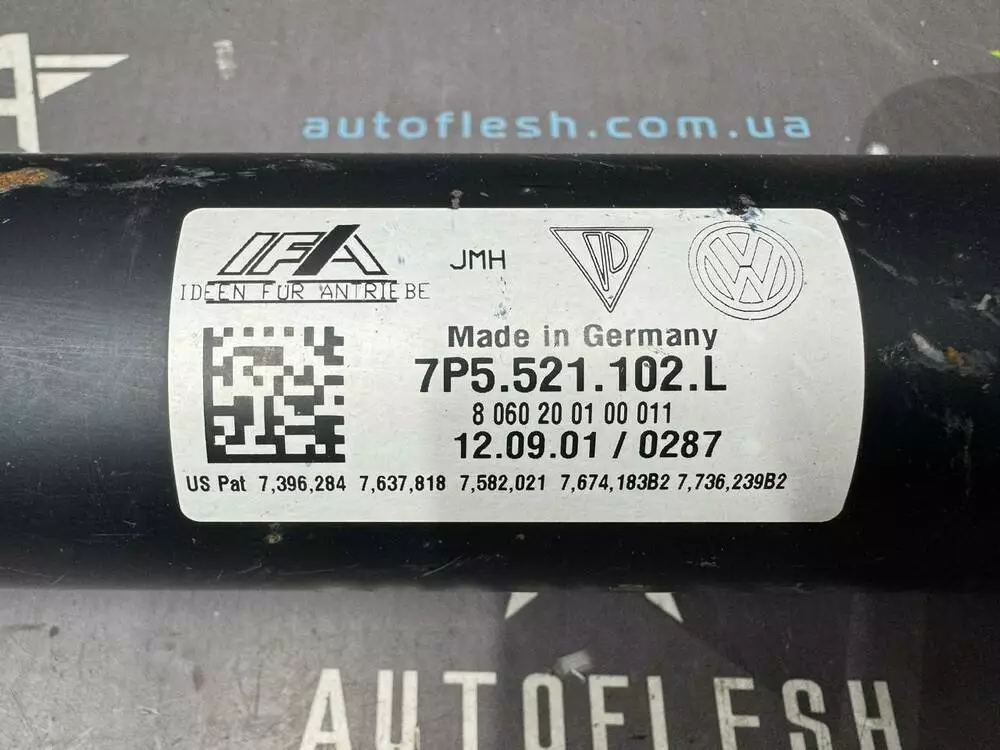 autoflesh.com.ua
IFA
JMH
IDEEN FÜR ANTRIEBE
Made in Germany
7P5.521.102.L
8 060 20 0 1 00 011
12.09.01 / 0287
US Pat 7,396,284 7,637,818 7,582,021 7,674,183B2 7,736,239B2
AUTOFLESH